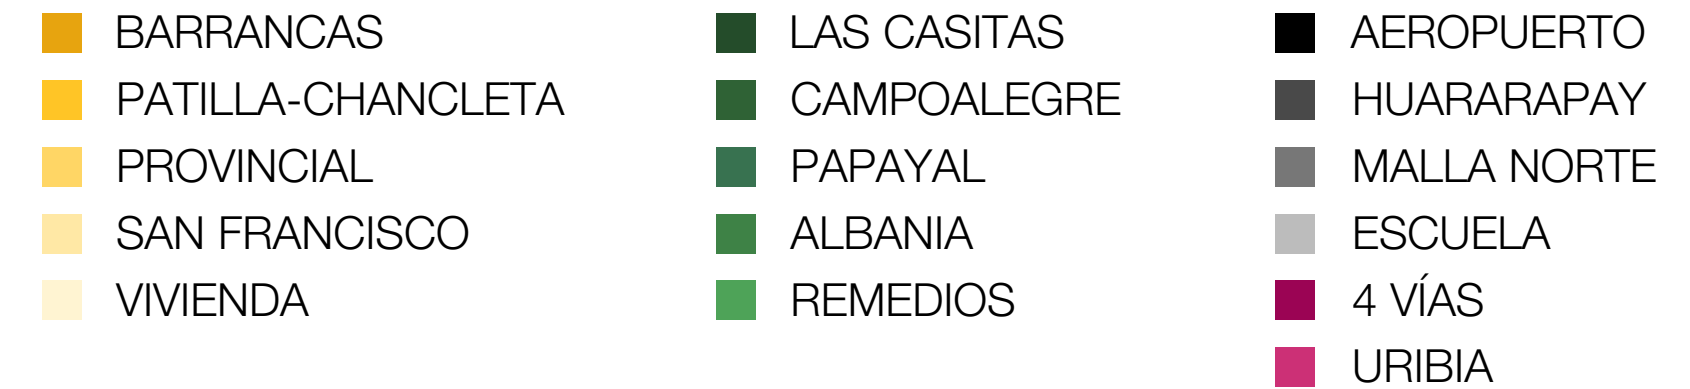 BARRANCAS
PATILLA-CHANCLETA
PROVINCIAL
SAN FRANCISCO
VIVIENDA
LAS CASITAS
CAMPOALEGRE
PAPAYAL
ALBANIA
REMEDIOS
AEROPUERTO
HUARARAPAY
MALLA NORTE
ESCUELA
4 VÍAS
URIBIA